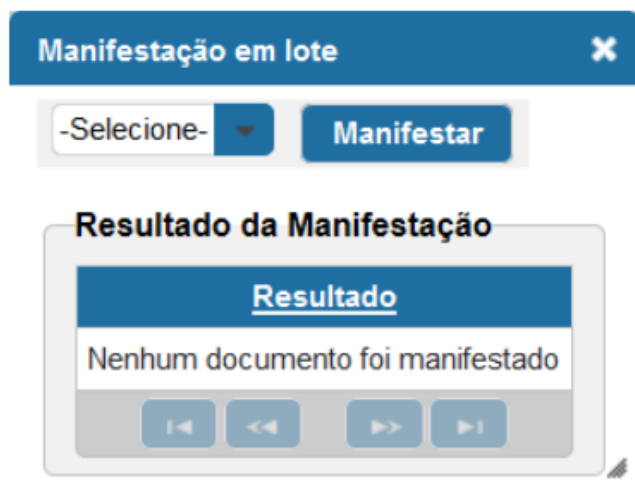 Manifestação em lote
-Selecione- Manifestar
Resultado da Manifestação
Resultado
Nenhum documento foi manifestado